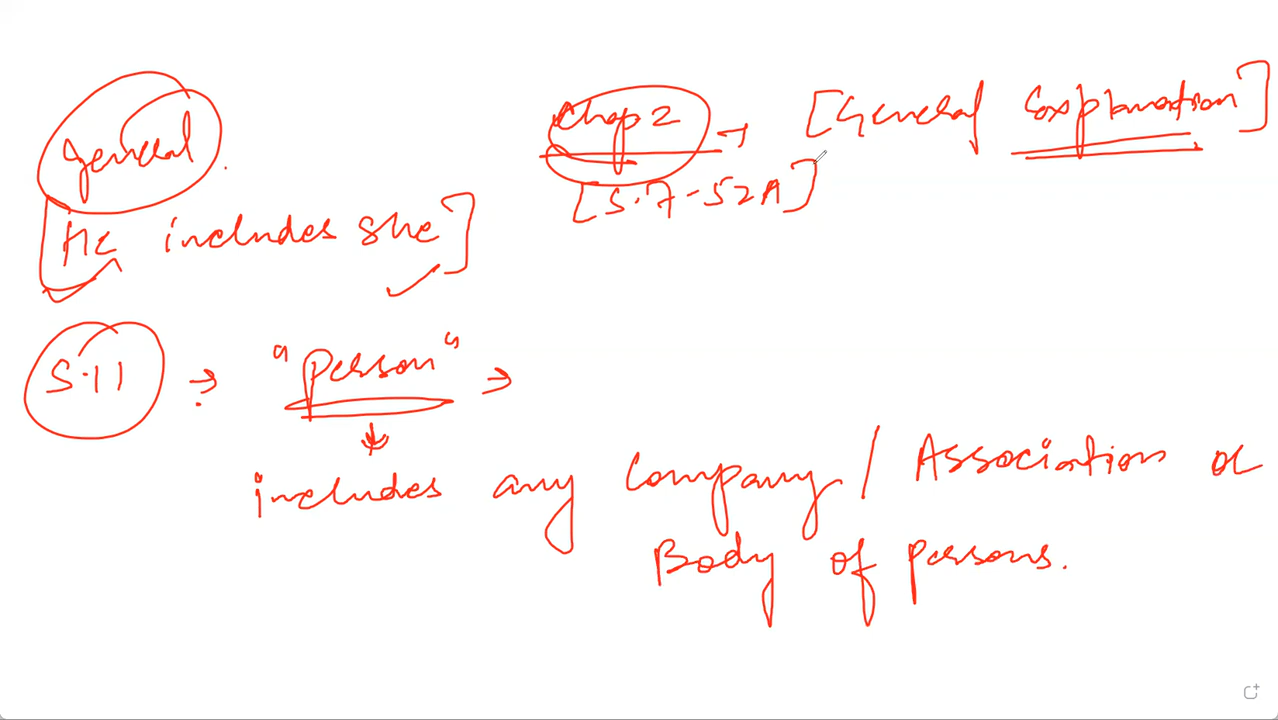 Chap 2 → [General Explanation]
General.
[S.7-52A]
[He includes she]
S.11 → "Person" →
includes any Company / Association or
Body of persons.